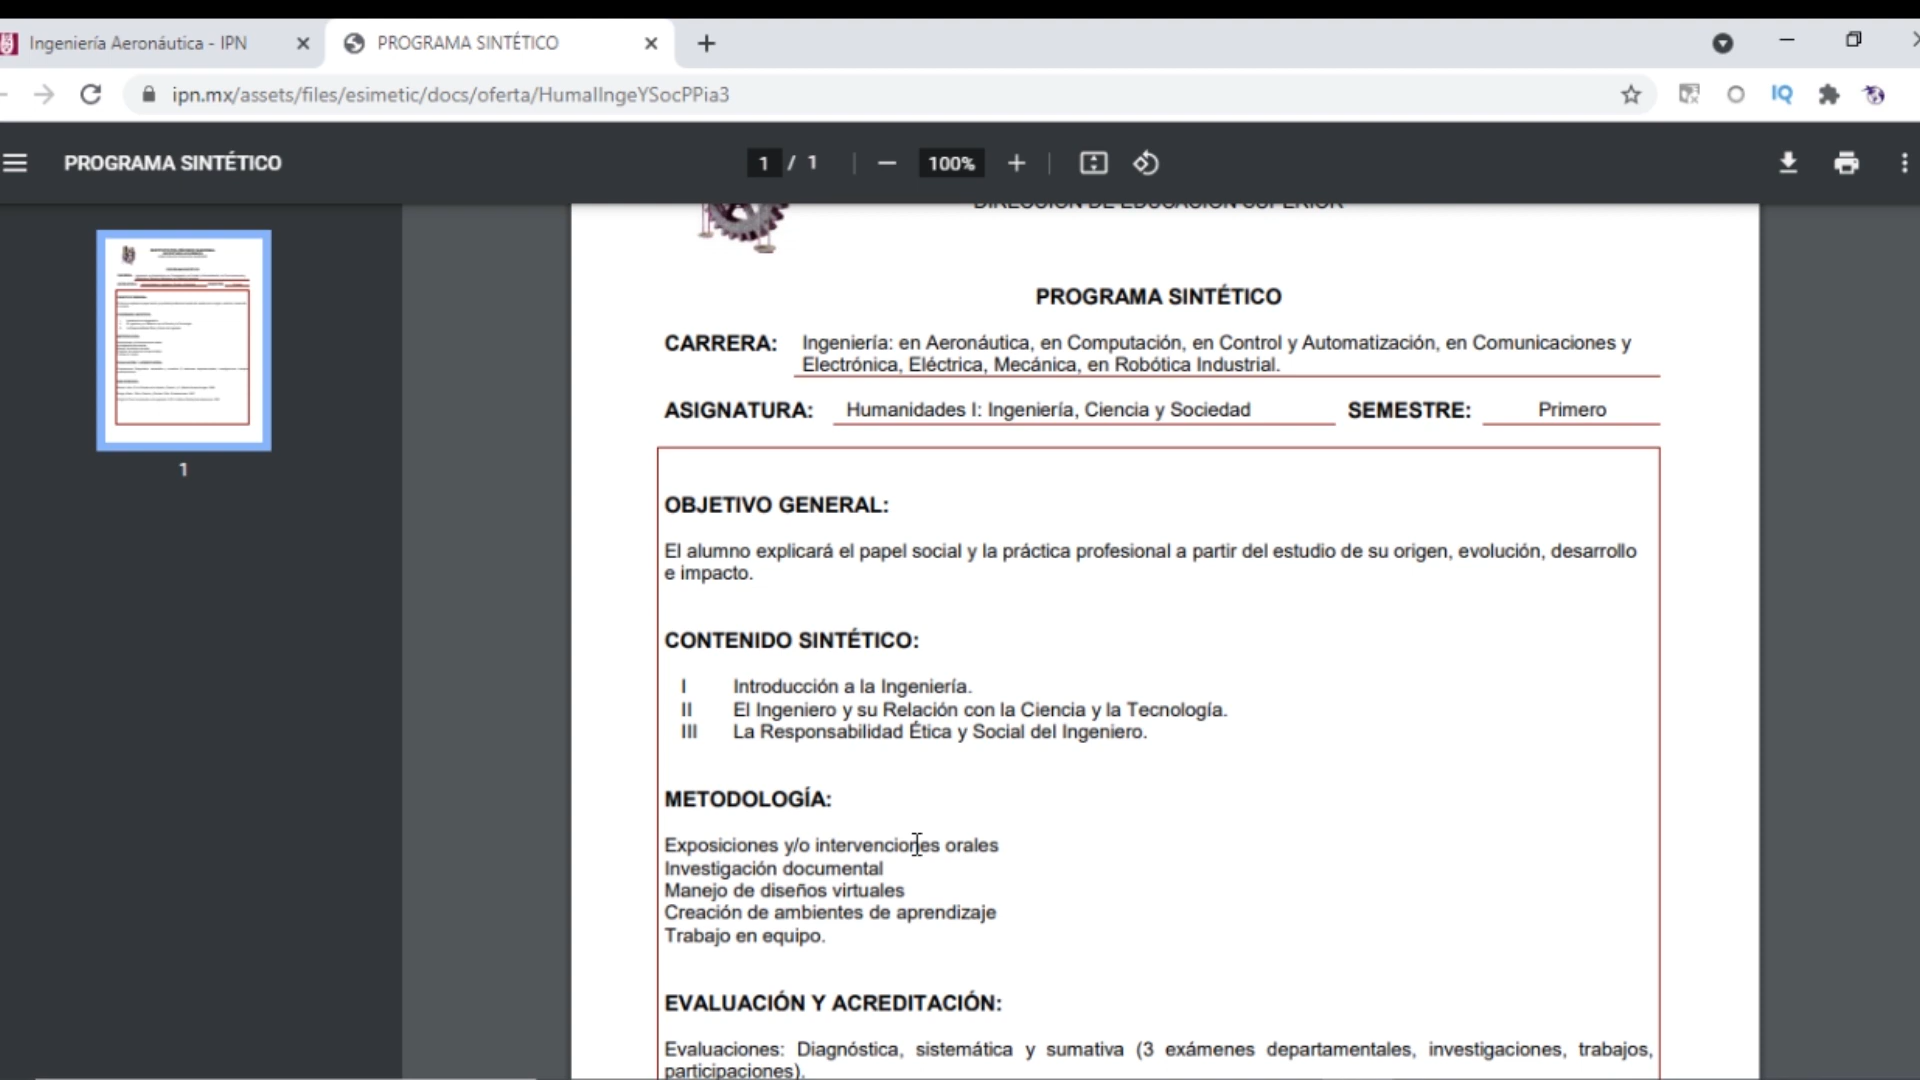 Ingeniería Aeronáutica - IPN
PROGRAMA SINTÉTICO
ipn.mx/assets/files/esimetic/docs/oferta/HumaIIngeYSocPPia3
IQ
PROGRAMA SINTÉTICO
1 / 1
100%
DIRECCIÓN DE EDUCACIÓN SUPERIOR
PROGRAMA SINTÉTICO
CARRERA: Ingeniería: en Aeronáutica, en Computación, en Control y Automatización, en Comunicaciones y
Electrónica, Eléctrica, Mecánica, en Robótica Industrial.
ASIGNATURA: Humanidades I: Ingeniería, Ciencia y Sociedad SEMESTRE: Primero
1
OBJETIVO GENERAL:
El alumno explicará el papel social y la práctica profesional a partir del estudio de su origen, evolución, desarrollo
e impacto.
CONTENIDO SINTÉTICO:
I Introducción a la Ingeniería.
II El Ingeniero y su Relación con la Ciencia y la Tecnología.
III La Responsabilidad Ética y Social del Ingeniero.
METODOLOGÍA:
Exposiciones y/o intervenciones orales
Investigación documental
Manejo de diseños virtuales
Creación de ambientes de aprendizaje
Trabajo en equipo.
EVALUACIÓN Y ACREDITACIÓN:
Evaluaciones: Diagnóstica, sistemática y sumativa (3 exámenes departamentales, investigaciones, trabajos,
participaciones).